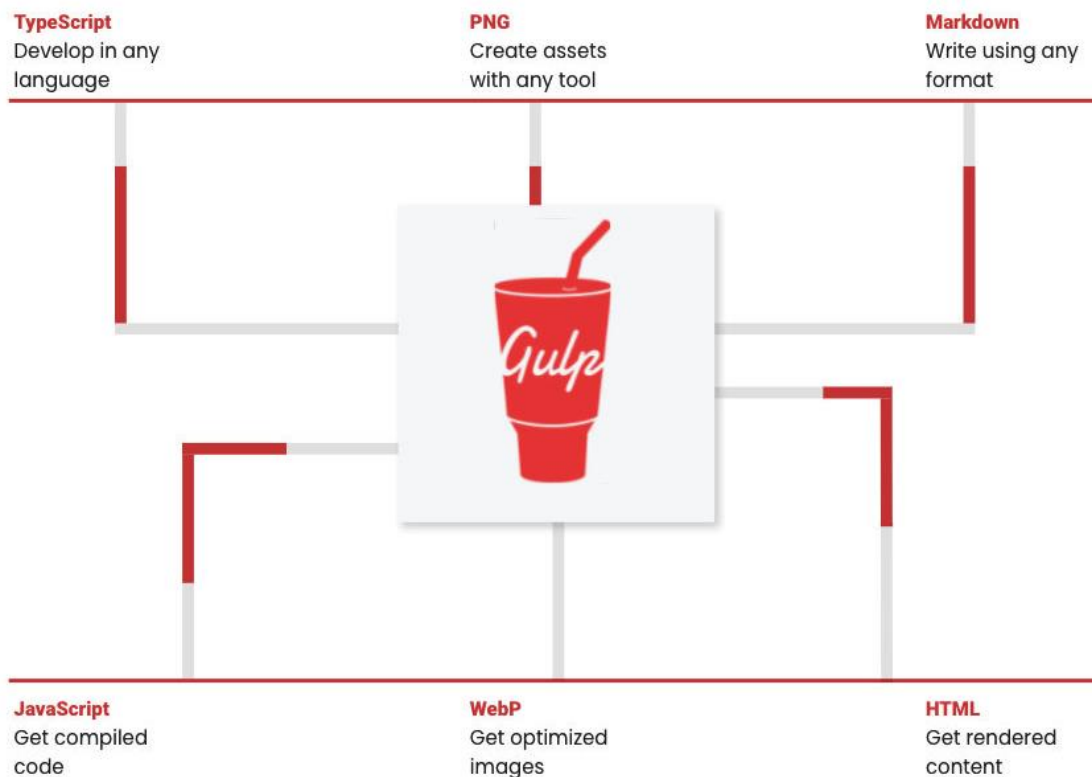 TypeScript
Develop in any
language
PNG
Create assets
with any tool
Markdown
Write using any
format
Gulp
JavaScript
Get compiled
code
WebP
Get optimized
images
HTML
Get rendered
content